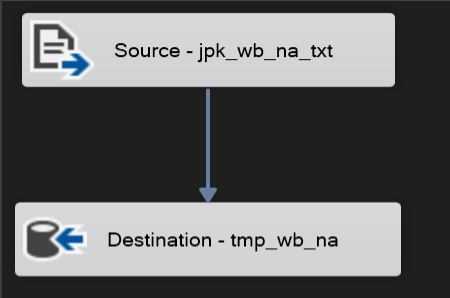 Source - jpk_wb_na_txt
Destination - tmp_wb_na